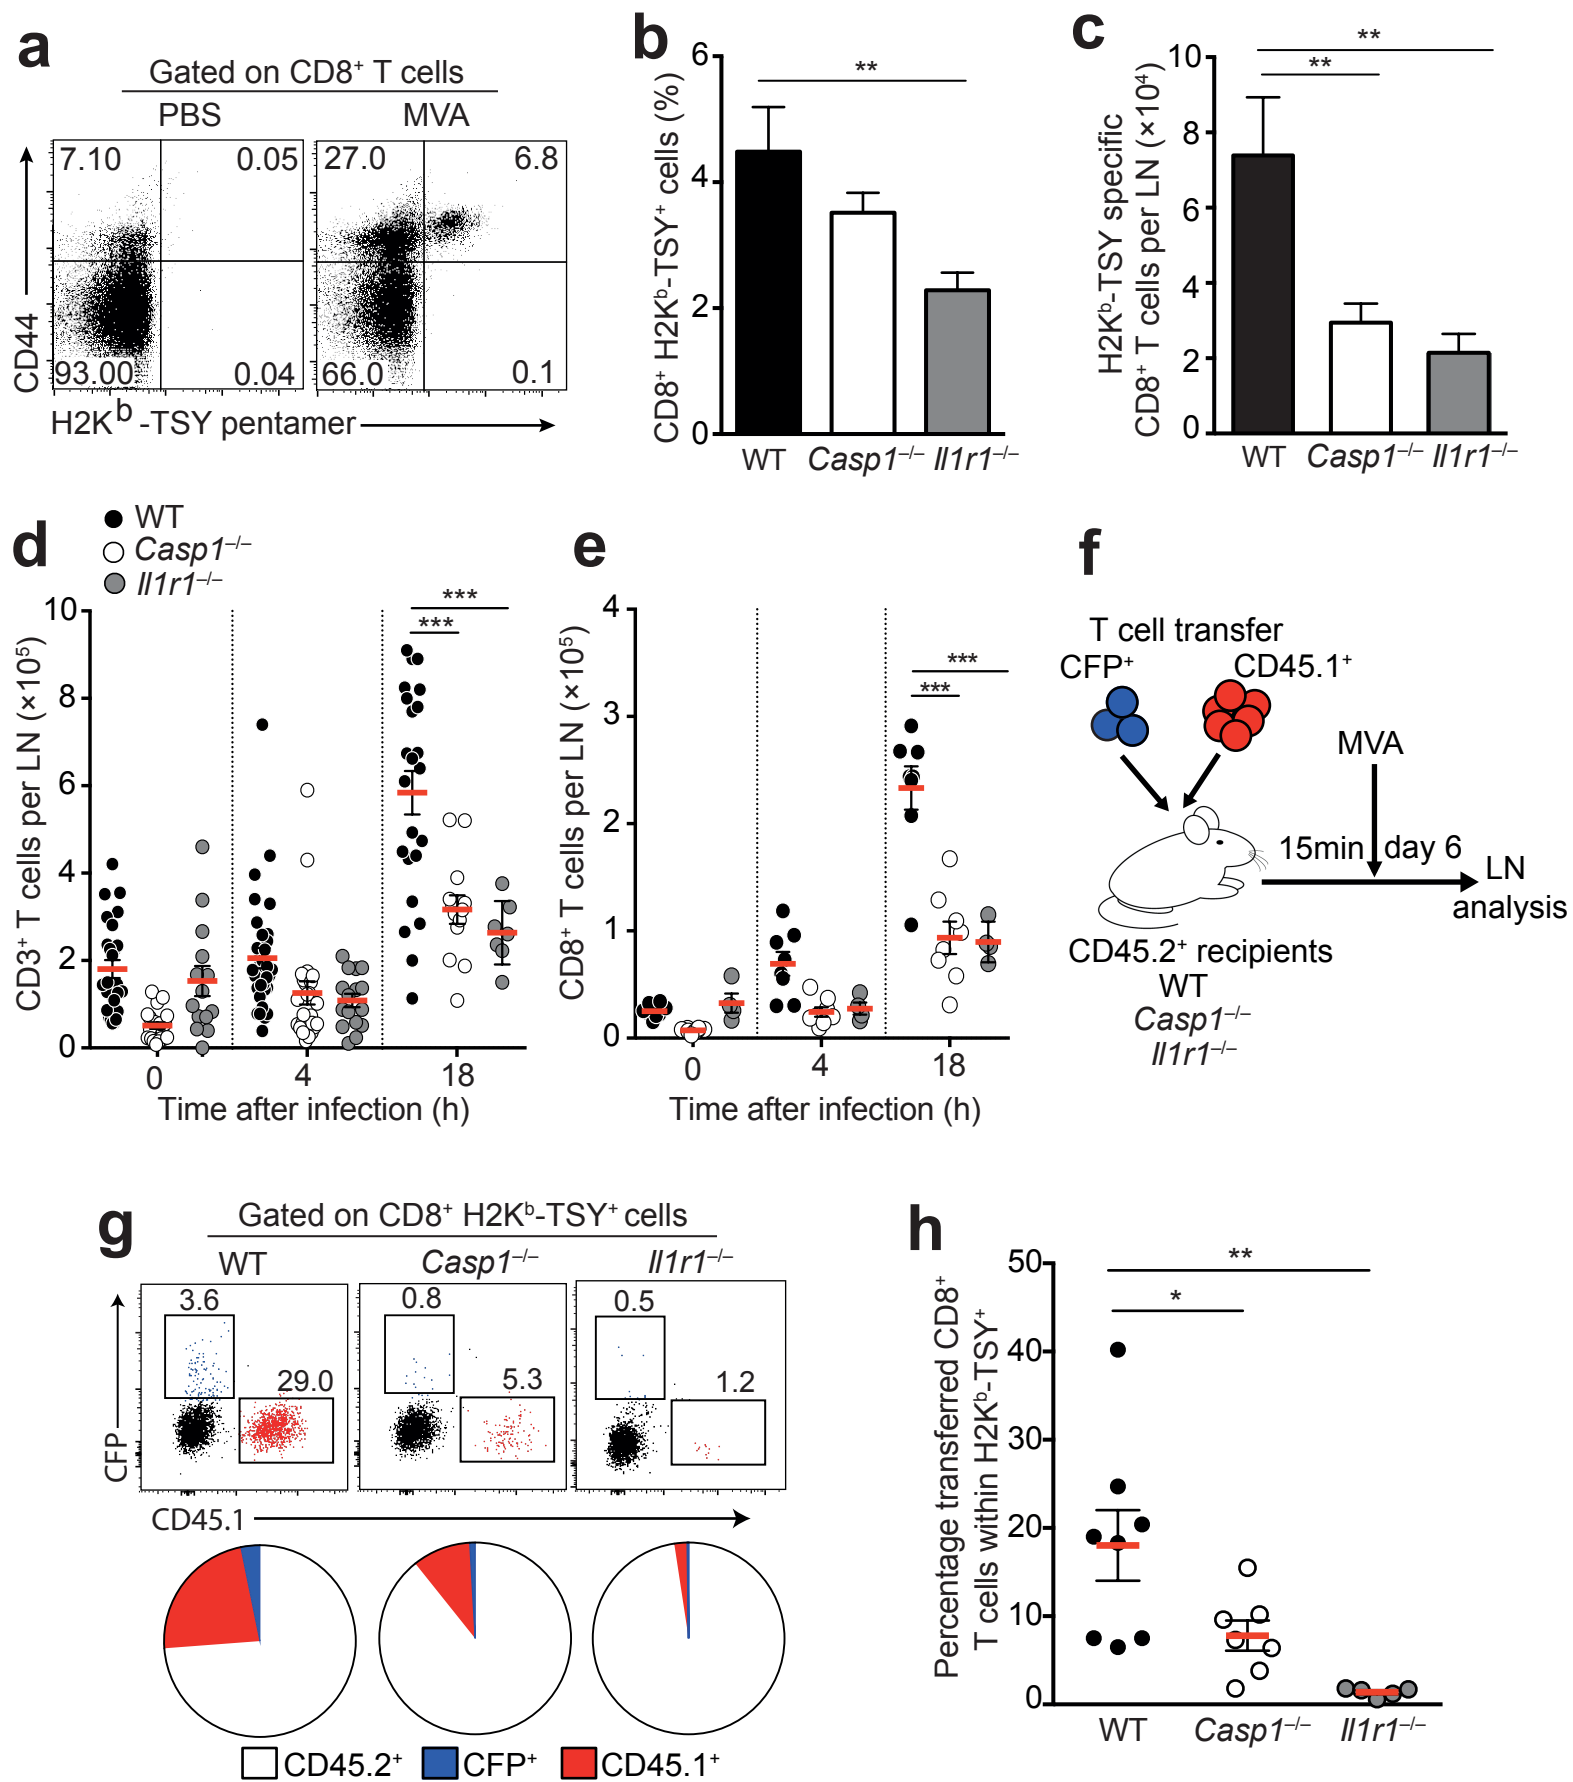 a
Gated on CD8⁺ T cells
PBS
MVA
7.10
0.05
93.00
0.04
27.0
6.8
66.0
0.1
CD44
H2Kᵇ-TSY pentamer
b
CD8⁺ H2Kᵇ-TSY⁺ cells (%)
6
4
2
0
**
WT Casp1⁻/⁻ Il1r1⁻/⁻
c
H2Kᵇ-TSY specific
CD8⁺ T cells per LN (×10⁴)
10
8
6
4
2
0
**
**
WT Casp1⁻/⁻ Il1r1⁻/⁻
d
WT
Casp1⁻/⁻
Il1r1⁻/⁻
CD3⁺ T cells per LN (×10⁵)
10
8
6
4
2
0
***
***
0 4 18
Time after infection (h)
e
CD8⁺ T cells per LN (×10⁵)
4
3
2
1
0
***
***
0 4 18
Time after infection (h)
f
T cell transfer
CFP⁺
CD45.1⁺
MVA
15min
day 6
LN
analysis
CD45.2⁺ recipients
WT
Casp1⁻/⁻
Il1r1⁻/⁻
g
Gated on CD8⁺ H2Kᵇ-TSY⁺ cells
WT Casp1⁻/⁻ Il1r1⁻/⁻
3.6
29.0
0.8
5.3
0.5
1.2
CFP
CD45.1
CD45.2⁺ CFP⁺ CD45.1⁺
h
Percentage transferred CD8⁺
T cells within H2Kᵇ-TSY⁺
50
40
30
20
10
0
**
*
WT Casp1⁻/⁻ Il1r1⁻/⁻